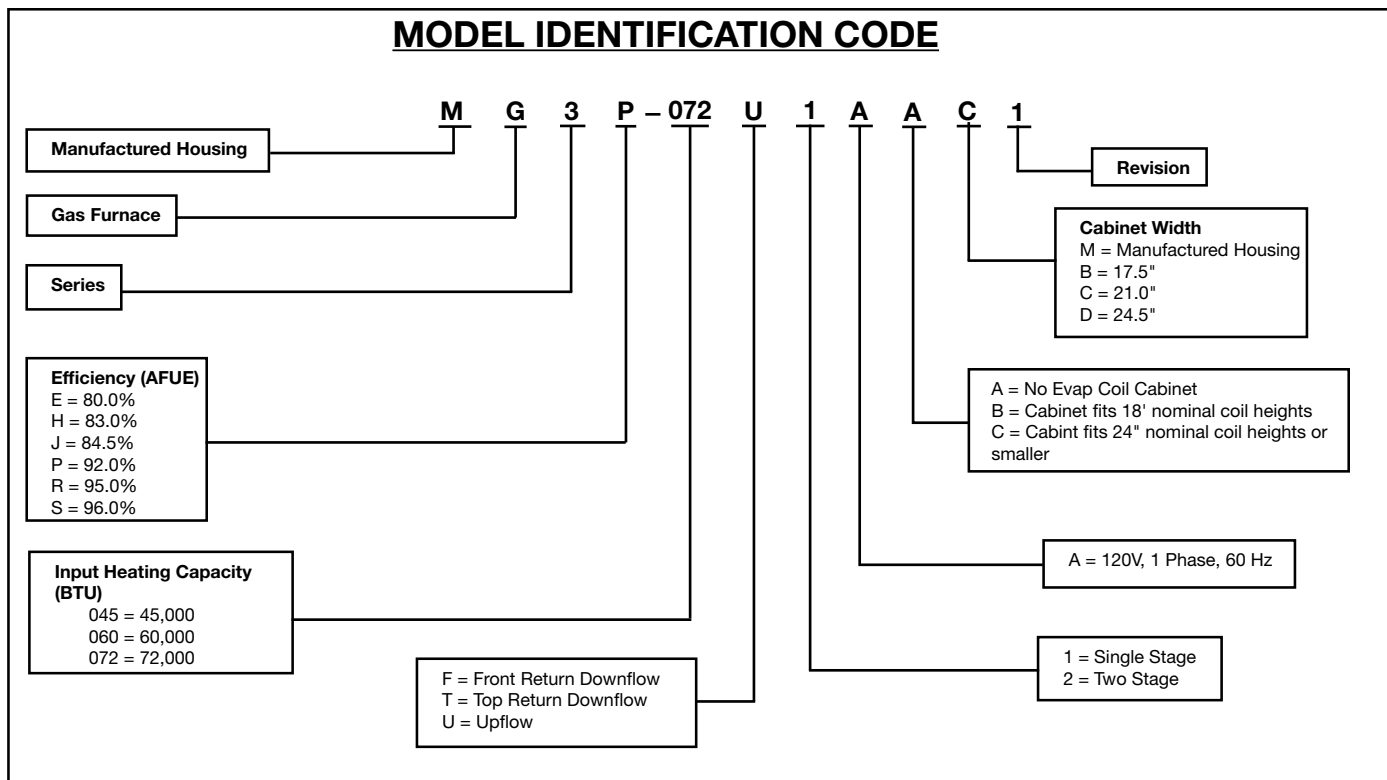 MODEL IDENTIFICATION CODE
M G 3 P – 072 U 1 A A C 1
Manufactured Housing
Gas Furnace
Series
Efficiency (AFUE)
E = 80.0%
H = 83.0%
J = 84.5%
P = 92.0%
R = 95.0%
S = 96.0%
Input Heating Capacity
(BTU)
045 = 45,000
060 = 60,000
072 = 72,000
F = Front Return Downflow
T = Top Return Downflow
U = Upflow
1 = Single Stage
2 = Two Stage
A = 120V, 1 Phase, 60 Hz
A = No Evap Coil Cabinet
B = Cabinet fits 18' nominal coil heights
C = Cabint fits 24" nominal coil heights or
smaller
Cabinet Width
M = Manufactured Housing
B = 17.5"
C = 21.0"
D = 24.5"
Revision